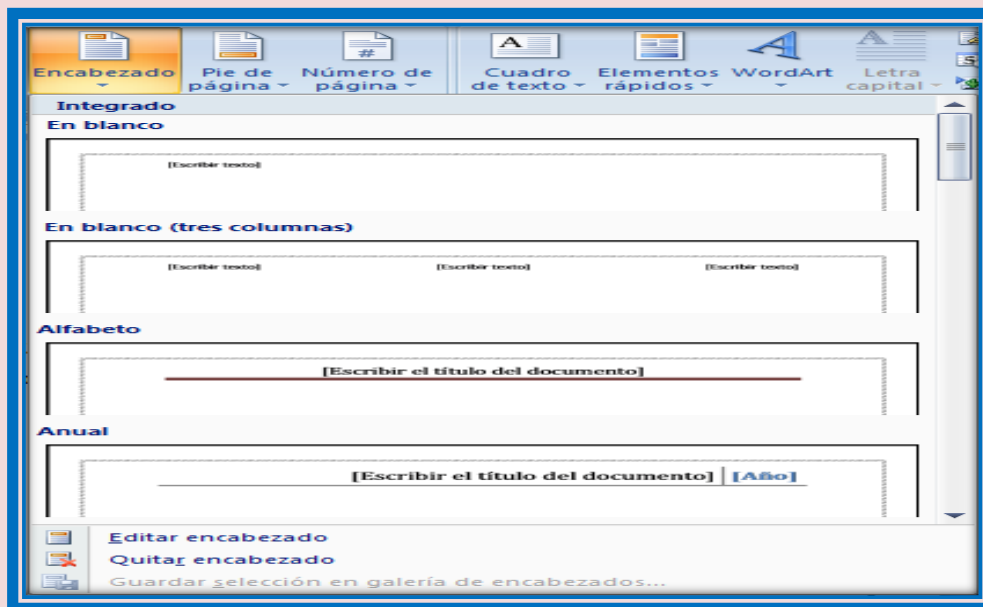 Encabezado
Pie de página
Número de página
#
Cuadro de texto
A
Elementos rápidos
WordArt
A
Letra capital
A
Integrado
En blanco
[Escribir texto]
En blanco (tres columnas)
[Escribir texto] [Escribir texto] [Escribir texto]
Alfabeto
[Escribir el título del documento]
Anual
[Escribir el título del documento] [Año]
Editar encabezado
Quitar encabezado
Guardar selección en galería de encabezados...